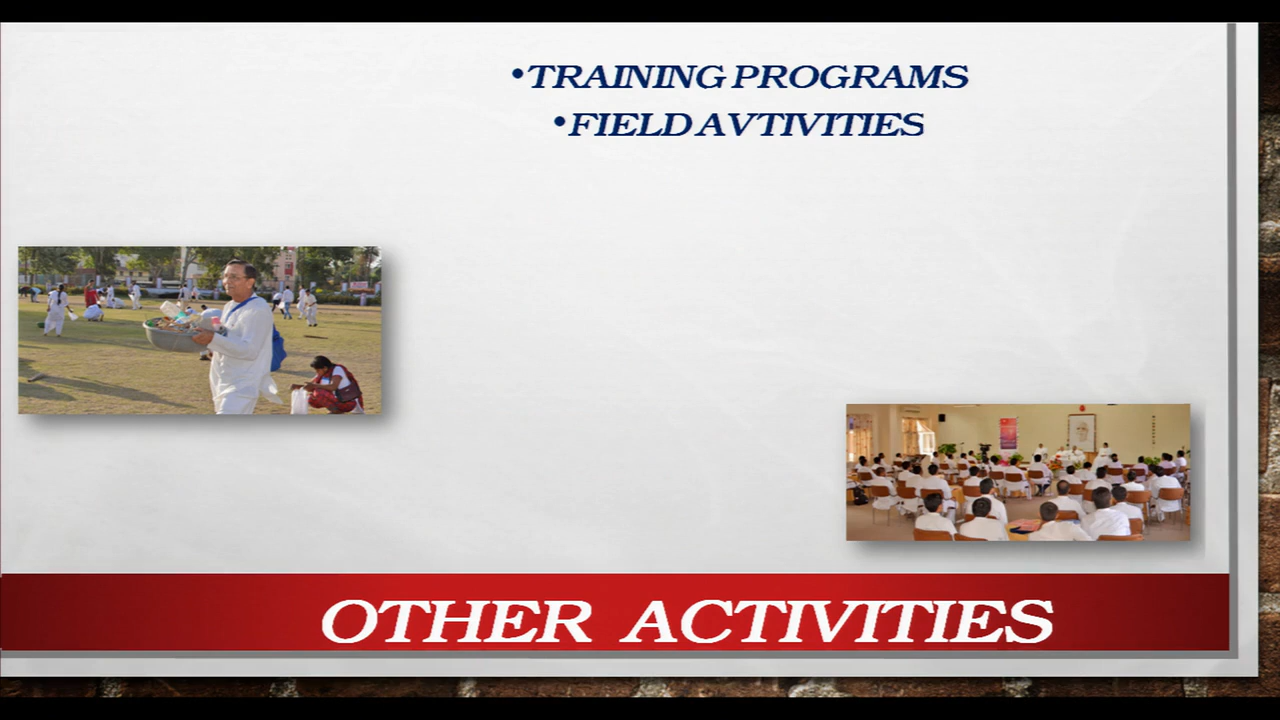 •TRAINING PROGRAMS
•FIELD AVTIVITIES
OTHER ACTIVITIES